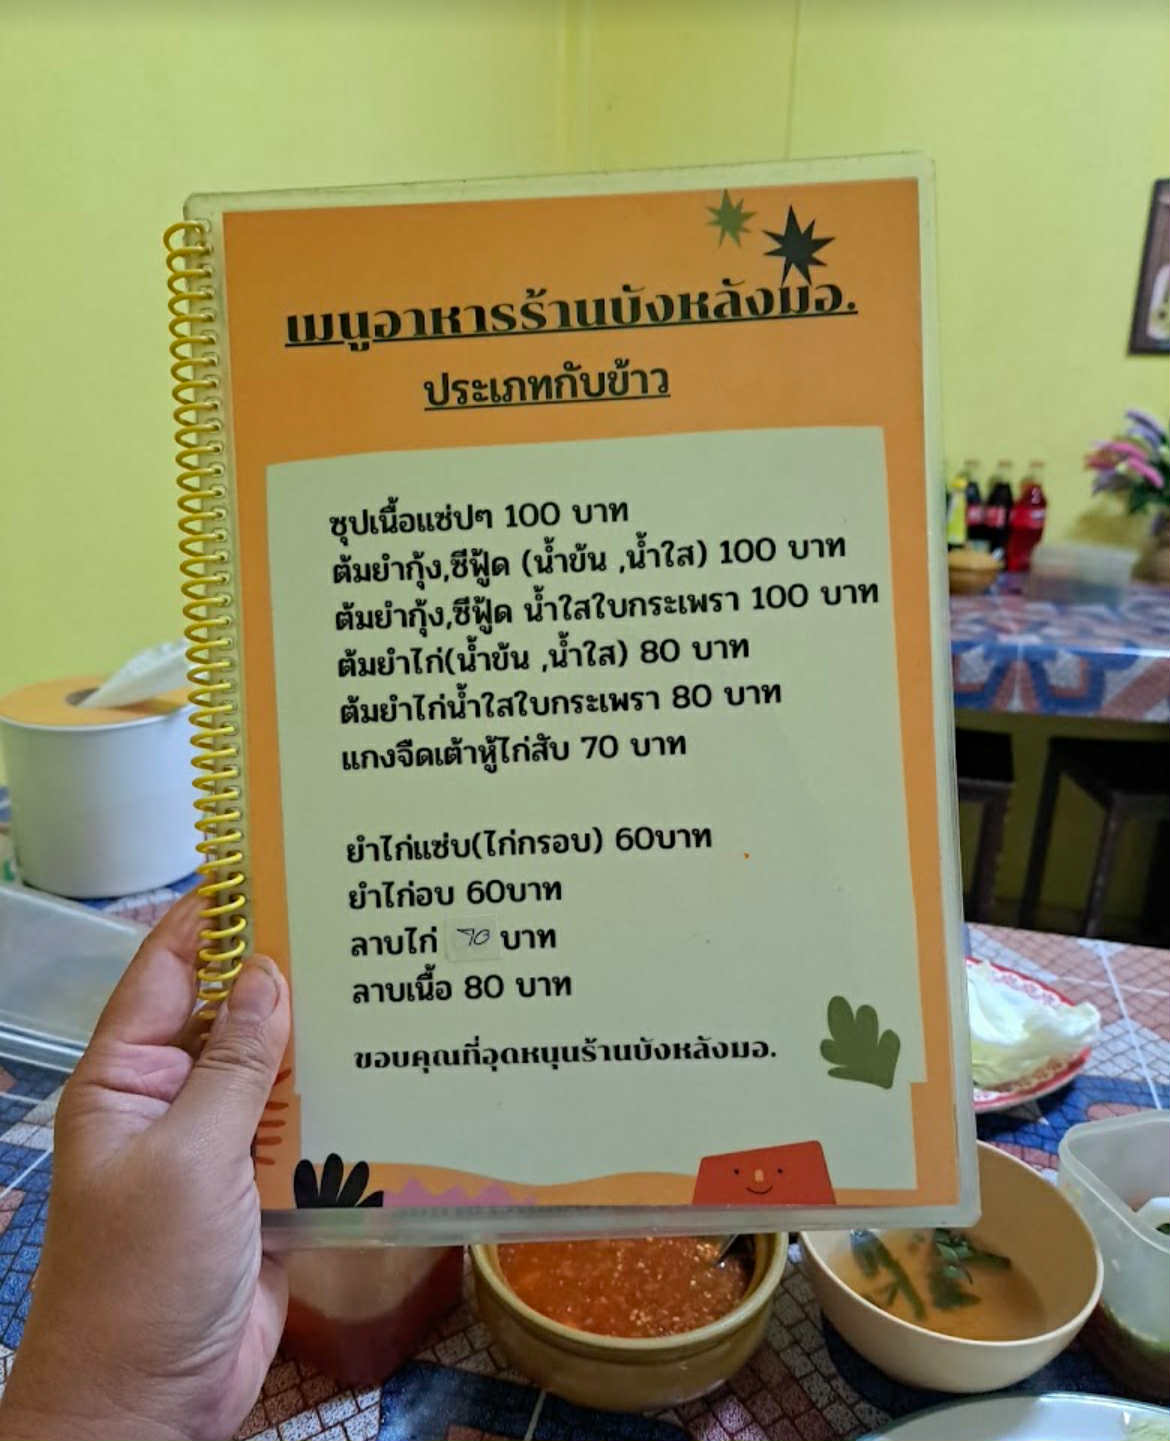 เมนูอาหารร้านบังหลังมอ.
ประเภทกับข้าว
ซุปเนื้อแซ่ปๆ 100 บาท
ต้มยำกุ้ง,ซีฟู้ด (น้ำข้น ,น้ำใส) 100 บาท
ต้มยำกุ้ง,ซีฟู้ด น้ำใสใบกระเพรา 100 บาท
ต้มยำไก่(น้ำข้น ,น้ำใส) 80 บาท
ต้มยำไก่น้ำใสใบกระเพรา 80 บาท
แกงจืดเต้าหู้ไก่สับ 70 บาท
ยำไก่แซ่บ(ไก่กรอบ) 60บาท
ยำไก่อบ 60บาท
ลาบไก่ 70 บาท
ลาบเนื้อ 80 บาท
ขอบคุณที่อุดหนุนร้านบังหลังมอ.